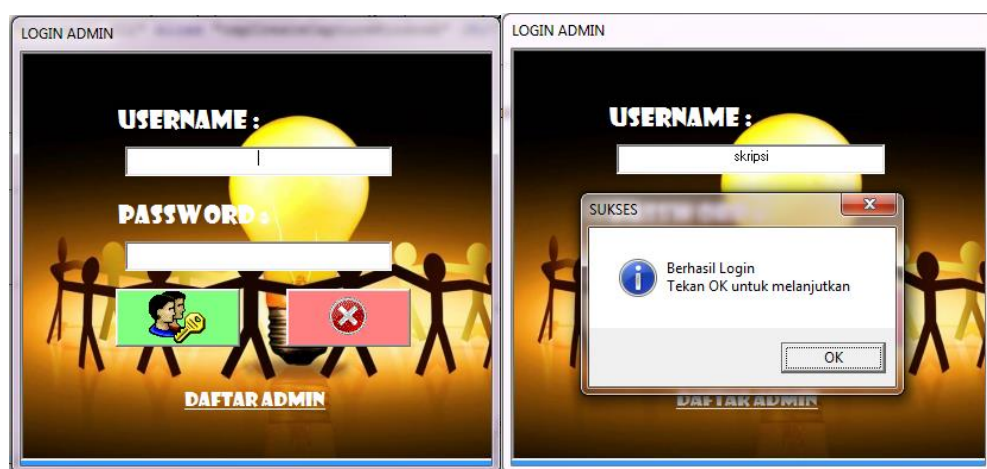 LOGIN ADMIN
USERNAME :
PASSWORD :
DAFTAR ADMIN
LOGIN ADMIN
USERNAME :
skripsi
SUKSES
Berhasil Login
Tekan OK untuk melanjutkan
OK
DAFTAR ADMIN